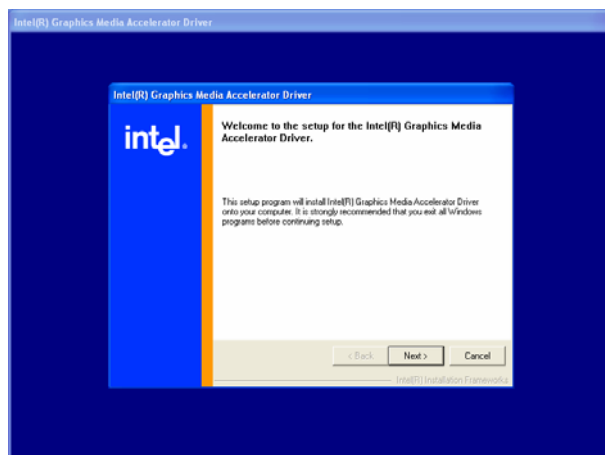 Intel(R) Graphics Media Accelerator Driver
Intel(R) Graphics Media Accelerator Driver
intel.
Welcome to the setup for the Intel(R) Graphics Media
Accelerator Driver.
This setup program will install Intel(R) Graphics Media Accelerator Driver
onto your computer. It is strongly recommended that you exit all Windows
programs before continuing setup.
< Back Next > Cancel
Intel(R) Installation Frameworks